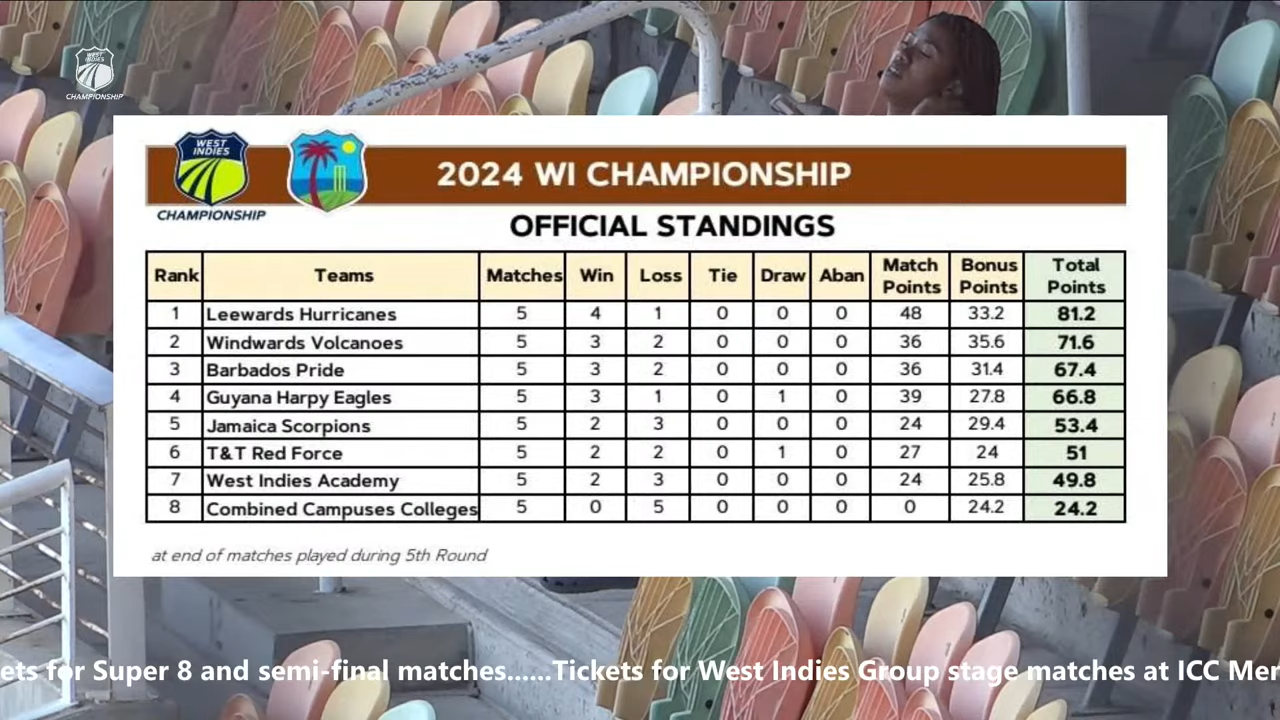 WEST
INDIES
CHAMPIONSHIP
WEST
INDIES
CHAMPIONSHIP
2024 WI CHAMPIONSHIP
OFFICIAL STANDINGS
Rank Teams Matches Win Loss Tie Draw Aban Match Points Bonus Points Total Points
1 Leewards Hurricanes 5 4 1 0 0 0 48 33.2 81.2
2 Windwards Volcanoes 5 3 2 0 0 0 36 35.6 71.6
3 Barbados Pride 5 3 2 0 0 0 36 31.4 67.4
4 Guyana Harpy Eagles 5 3 1 0 1 0 39 27.8 66.8
5 Jamaica Scorpions 5 2 3 0 0 0 24 29.4 53.4
6 T&T Red Force 5 2 2 0 1 0 27 24 51
7 West Indies Academy 5 2 3 0 0 0 24 25.8 49.8
8 Combined Campuses Colleges 5 0 5 0 0 0 0 24.2 24.2
at end of matches played during 5th Round
ets for Super 8 and semi-final matches......Tickets for West Indies Group stage matches at ICC Mer